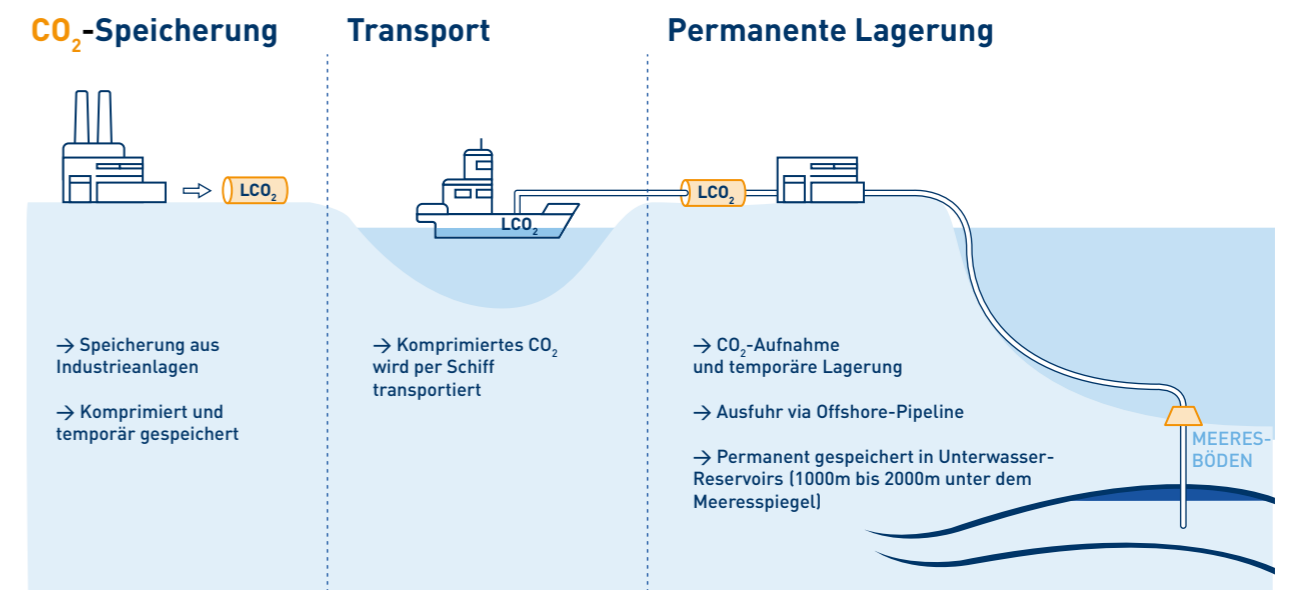 CO₂-Speicherung
Transport
Permanente Lagerung
LCO₂
LCO₂
LCO₂
→ Speicherung aus
Industrieanlagen
→ Komprimiert und
temporär gespeichert
→ Komprimiertes CO₂
wird per Schiff
transportiert
→ CO₂-Aufnahme
und temporäre Lagerung
→ Ausfuhr via Offshore-Pipeline
→ Permanent gespeichert in Unterwasser-
Reservoirs (1000m bis 2000m unter dem
Meeresspiegel)
MEERES-
BÖDEN